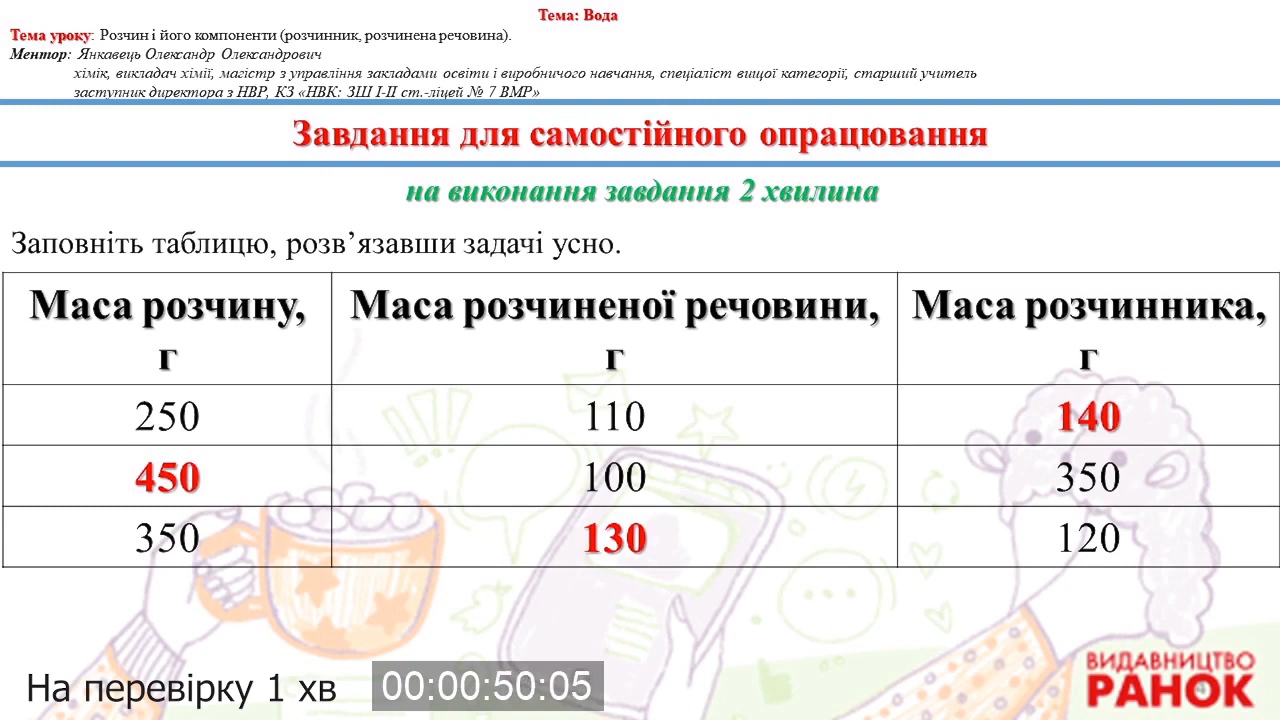 Тема: Вода
Тема уроку: Розчин і його компоненти (розчинник, розчинена речовина).
Ментор: Янкавець Олександр Олександрович
хімік, викладач хімії, магістр з управління закладами освіти і виробничого навчання, спеціаліст вищої категорії, старший учитель
заступник директора з НВР, КЗ «НВК: ЗШ І-ІІ ст.-ліцей № 7 ВМР»
Завдання для самостійного опрацювання
на виконання завдання 2 хвилина
Заповніть таблицю, розв’язавши задачі усно.
Маса розчину, Маса розчиненої речовини, Маса розчинника,
г г г
250 110 140
450 100 350
350 130 120
На перевірку 1 хв 00:00:50:05
ВИДАВНИЦТВО
РАНОК